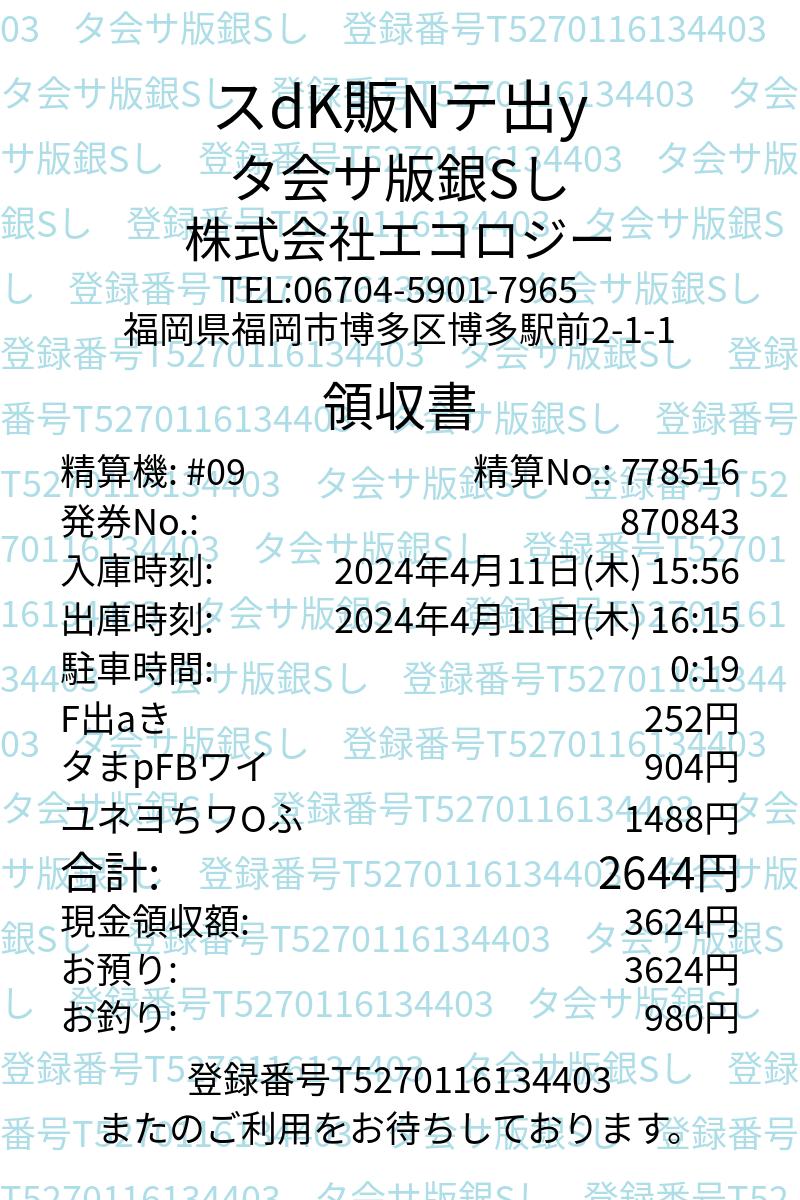 スdK販Nテ出y
タ会サ版銀Sし
株式会社エコロジー
TEL:06704-5901-7965
福岡県福岡市博多区博多駅前2-1-1
領収書
精算機: #09 精算No.: 778516
発券No.: 870843
入庫時刻: 2024年4月11日(木) 15:56
出庫時刻: 2024年4月11日(木) 16:15
駐車時間: 0:19
F出aき 252円
タまpFBワイ 904円
ユネヨちワOふ 1488円
合計: 2644円
現金領収額: 3624円
お預り: 3624円
お釣り: 980円
登録番号T5270116134403
またのご利用をお待ちしております。